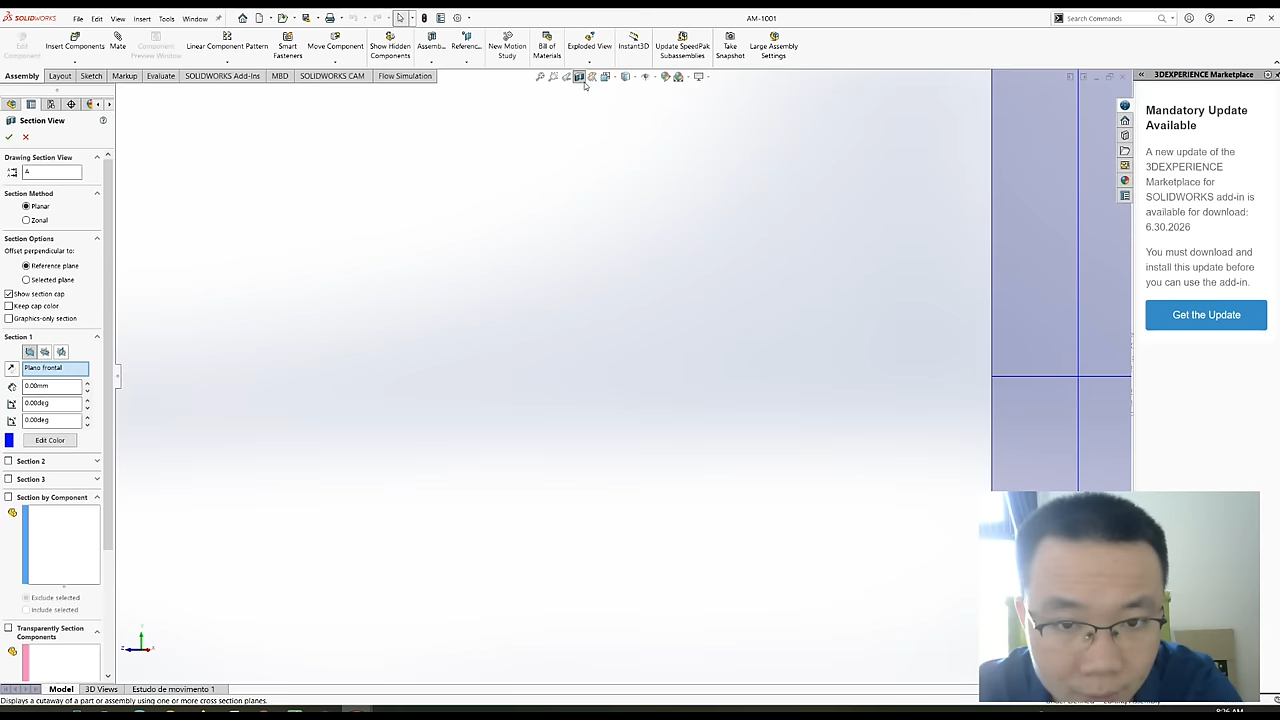 SOLIDWORKS
File
Edit
View
Insert
Tools
Window
AM-1001
Search Commands
Edit
Component
Insert Components
Mate
Component
Preview Window
Linear Component Pattern
Smart
Fasteners
Move Component
Show Hidden
Components
Assemb...
Referenc...
New Motion
Study
Bill of
Materials
Exploded View
Instant3D
Update SpeedPak
Subassemblies
Take
Snapshot
Large Assembly
Settings
Assembly
Layout
Sketch
Markup
Evaluate
SOLIDWORKS Add-Ins
MBD
SOLIDWORKS CAM
Flow Simulation
3DEXPERIENCE Marketplace
Section View
Drawing Section View
A
Section Method
Planar
Zonal
Section Options
Offset perpendicular to:
Reference plane
Selected plane
Show section cap
Keep cap color
Graphics-only section
Section 1
Plano frontal
0.00mm
0.00deg
0.00deg
Edit Color
Section 2
Section 3
Section by Component
Exclude selected
Include selected
Transparently Section
Components
Mandatory Update
Available
A new update of the
3DEXPERIENCE
Marketplace for
SOLIDWORKS add-in is
available for download:
6.30.2026
You must download and
install this update before
you can use the add-in.
Get the Update
Model
3D Views
Estudo de movimento 1
Displays a cutaway of a part or assembly using one or more cross section planes.